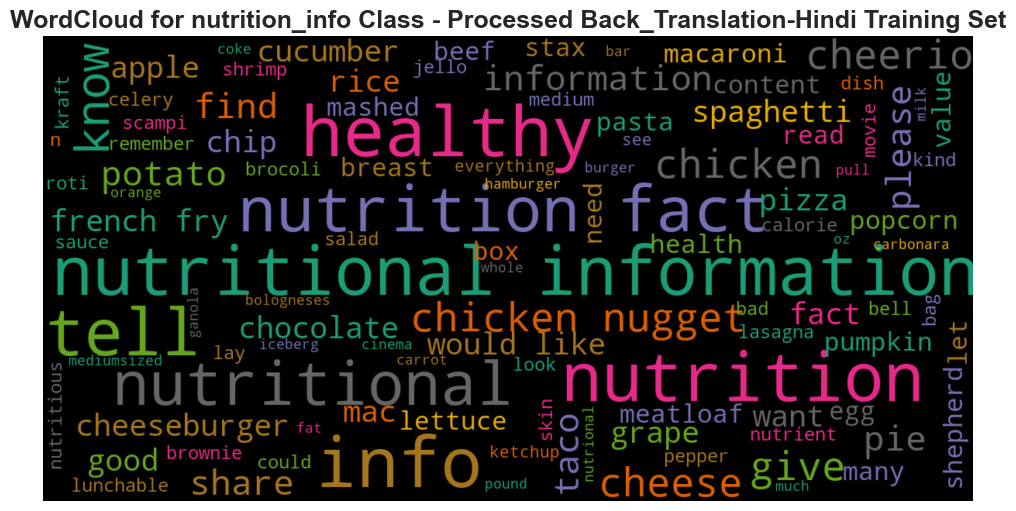 WordCloud for nutrition_info Class - Processed Back_Translation-Hindi Training Set
coke cucumber beef stax bar macaroni cheerio
kraft know apple shrimp rice jello information content dish
celery find mashed medium spaghetti movie please milk value
n scampi healthy pasta see read
remember chip chicken kind
roti potato brocoli breast everything burger pull
orange hamburger
french fry nutrition fact need pizza popcorn
sauce salad box health calorie oz carbonara
nutritional information whole
ganola bologneses bad fact bell bag
tell chocolate chicken nugget lasagna pumpkin let
mediumsized lay iceberg cinema would like carrot look
nutritious nutritional nutrition
cheeseburger fat mac lettuce skin taco meatloaf want egg shepherd
good brownie info ketchup nutrional grape nutrient pie
could pepper many
lunchable share pound cheese give much